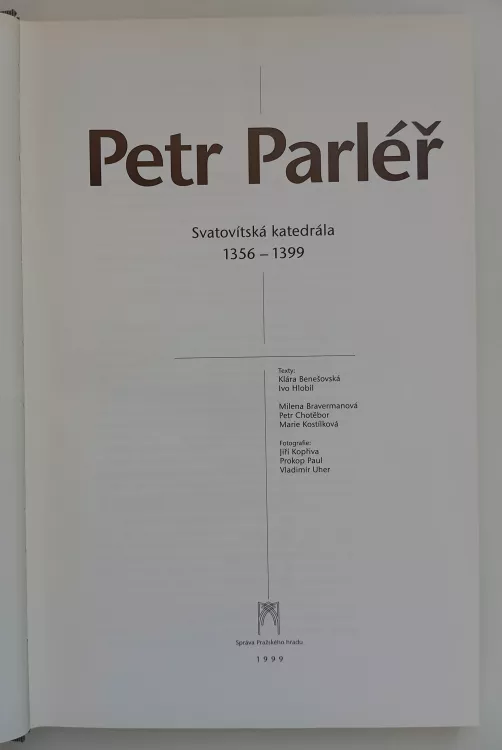 Petr Parléř
Svatovítská katedrála
1356 – 1399
Texty:
Klára Benešovská
Ivo Hlobil
Milena Bravermanová
Petr Chotěbor
Marie Kostílková
Fotografie:
Jiří Kopřiva
Prokop Paul
Vladimír Uher
Správa Pražského hradu
1999